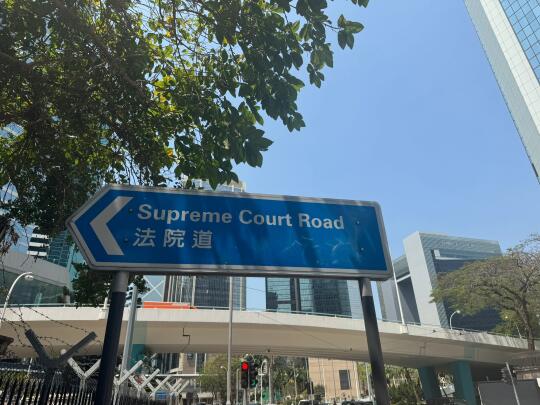 Supreme Court Road
法院道